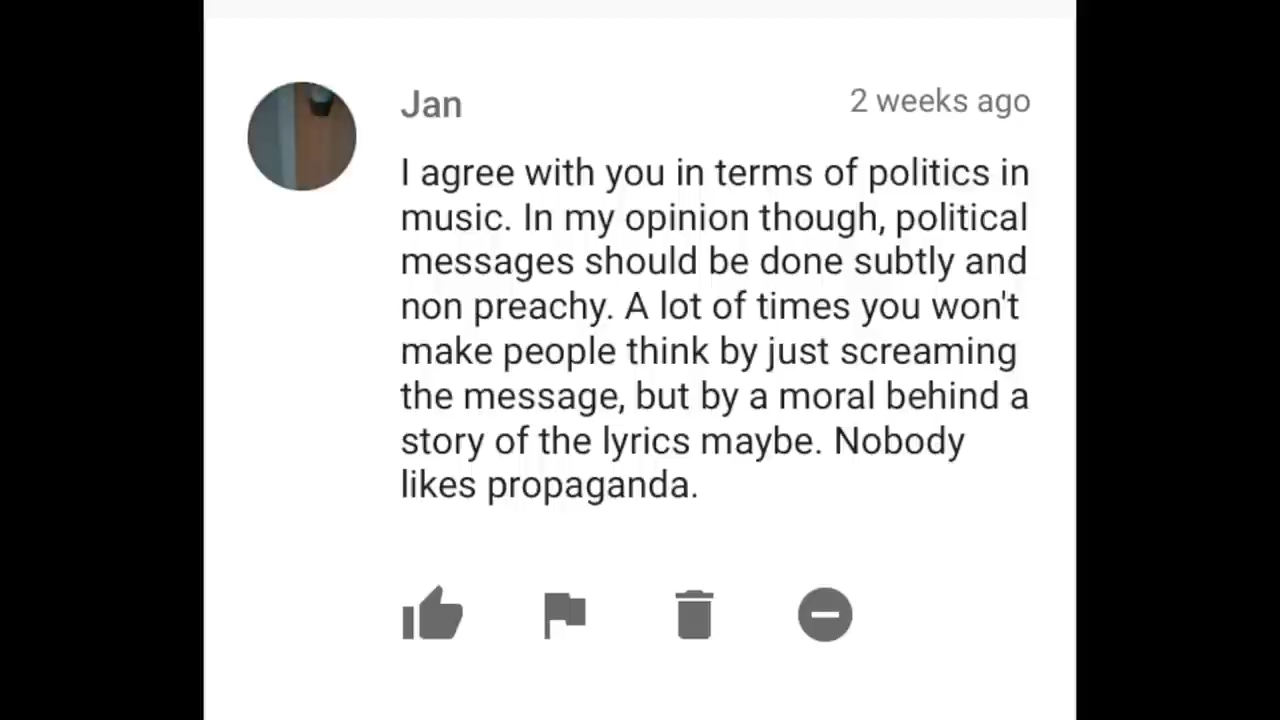 Jan
2 weeks ago
I agree with you in terms of politics in
music. In my opinion though, political
messages should be done subtly and
non preachy. A lot of times you won't
make people think by just screaming
the message, but by a moral behind a
story of the lyrics maybe. Nobody
likes propaganda.